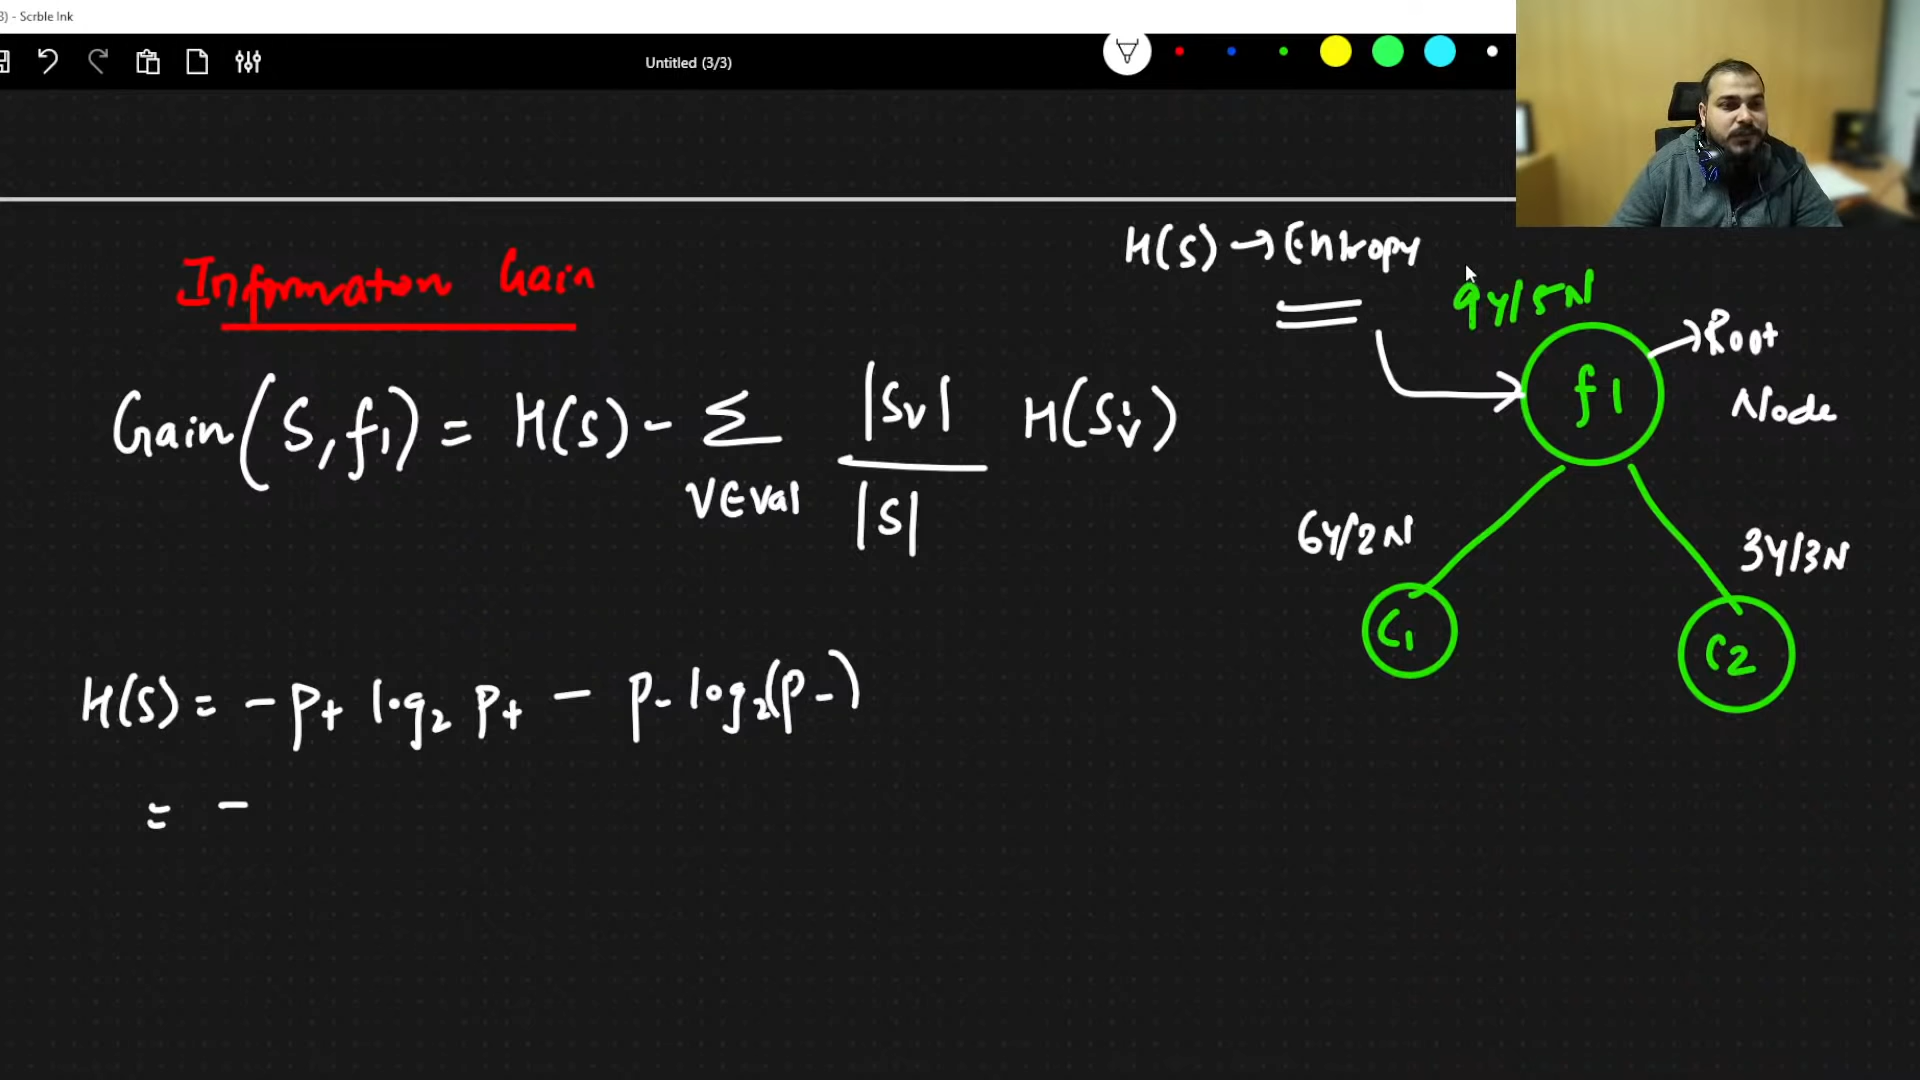 3) - Scrble Ink
Untitled (3/3)
Informaton Gain
H(S) → Entropy
9Y/5N
f1
Root
Node
Gain(S, f1) = H(S) - Σ |Sv| H(Sv)
V∈Val |S|
6Y/2N
3Y/3N
C1
C2
H(S) = - P+ log2 P+ - P- log2(P-)
= -